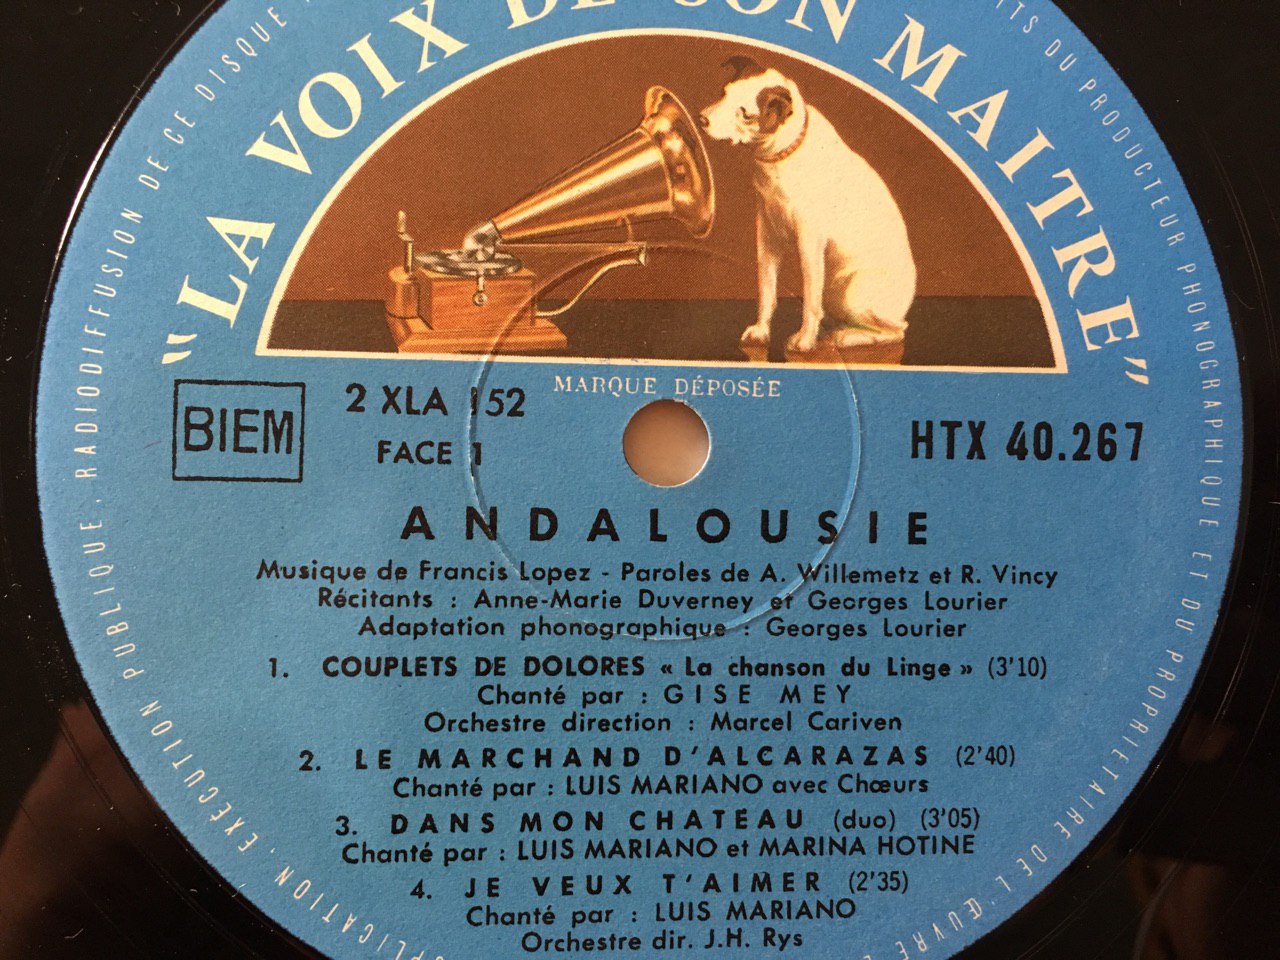 "LA VOIX DE SON MAITRE"
MARQUE DÉPOSÉE
BIEM
2 XLA 152
FACE 1
HTX 40.267
ANDALOUSIE
Musique de Francis Lopez - Paroles de A. Willemetz et R. Vincy
Récitants : Anne-Marie Duverney et Georges Lourier
Adaptation phonographique : Georges Lourier
1. COUPLETS DE DOLORES « La chanson du Linge » (3'10)
Chanté par : GISE MEY
Orchestre direction : Marcel Cariven
2. LE MARCHAND D'ALCARAZAS (2'40)
Chanté par : LUIS MARIANO avec Chœurs
3. DANS MON CHATEAU (duo) (3'05)
Chanté par : LUIS MARIANO et MARINA HOTINE
4. JE VEUX T'AIMER (2'35)
Chanté par : LUIS MARIANO
Orchestre dir. J.H. Rys
DU PRODUCTEUR PHONOGRAPHIQUE ET DU PROPRIETAIRE DE L'ŒUVRE
EXÉCUTION PUBLIQUE, RADIODIFFUSION DE CE DISQUE